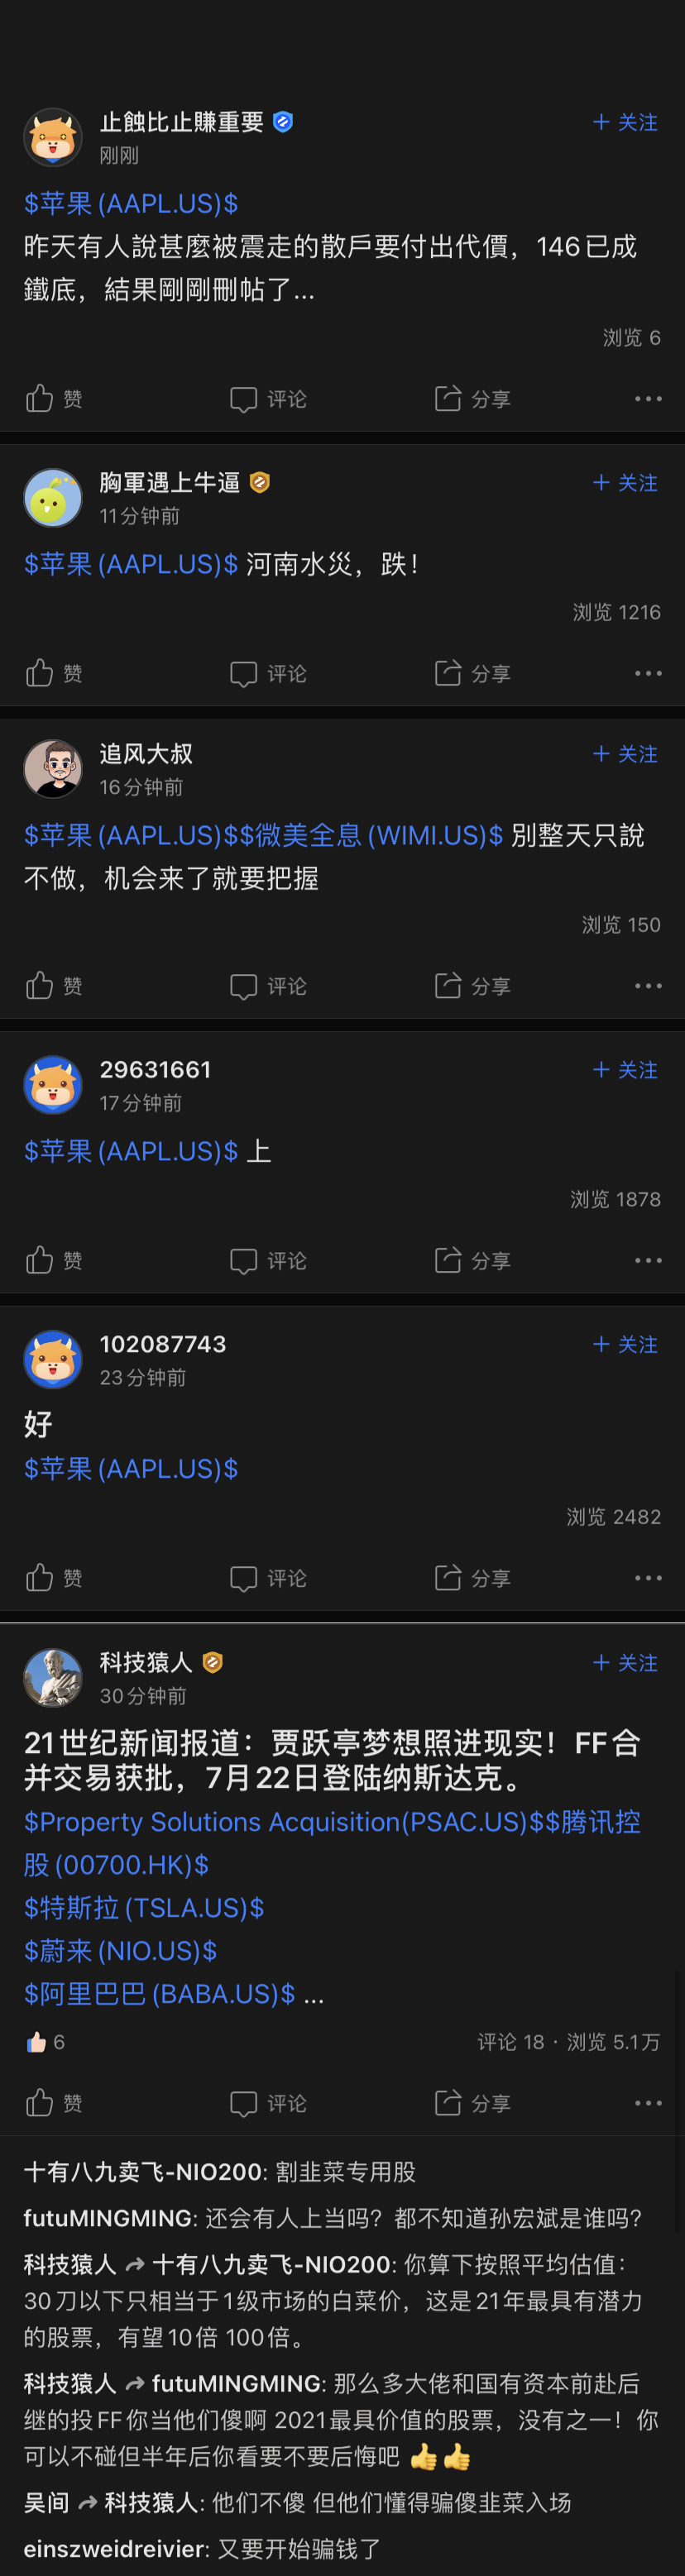 止蝕比止賺重要
+ 关注
刚刚
$苹果 (AAPL.US)$
昨天有人說甚麼被震走的散戶要付出代價，146已成
鐵底，結果剛剛刪帖了...
浏览 6
赞 评论 分享
胸軍遇上牛逼
+ 关注
11分钟前
$苹果 (AAPL.US)$ 河南水災，跌！
浏览 1216
赞 评论 分享
追风大叔
+ 关注
16分钟前
$苹果 (AAPL.US)$$微美全息 (WIMI.US)$ 別整天只說
不做，机会来了就要把握
浏览 150
赞 评论 分享
29631661
+ 关注
17分钟前
$苹果 (AAPL.US)$ 上
浏览 1878
赞 评论 分享
102087743
+ 关注
23分钟前
好
$苹果 (AAPL.US)$
浏览 2482
赞 评论 分享
科技猿人
+ 关注
30分钟前
21世纪新闻报道：贾跃亭梦想照进现实！FF合
并交易获批，7月22日登陆纳斯达克。
$Property Solutions Acquisition(PSAC.US)$$腾讯控
股 (00700.HK)$
$特斯拉 (TSLA.US)$
$蔚来 (NIO.US)$
$阿里巴巴 (BABA.US)$ ...
6
评论 18 · 浏览 5.1万
赞 评论 分享
十有八九卖飞-NIO200: 割韭菜专用股
futuMINGMING: 还会有人上当吗？都不知道孙宏斌是谁吗？
科技猿人 十有八九卖飞-NIO200: 你算下按照平均估值：
30刀以下只相当于1级市场的白菜价，这是21年最具有潜力
的股票，有望10倍 100倍。
科技猿人 futuMINGMING: 那么多大佬和国有资本前赴后
继的投FF你当他们傻啊 2021最具价值的股票，没有之一！你
可以不碰但半年后你看要不要后悔吧 👍👍
吴间 科技猿人: 他们不傻 但他们懂得骗傻韭菜入场
einszweidreivier: 又要开始骗钱了